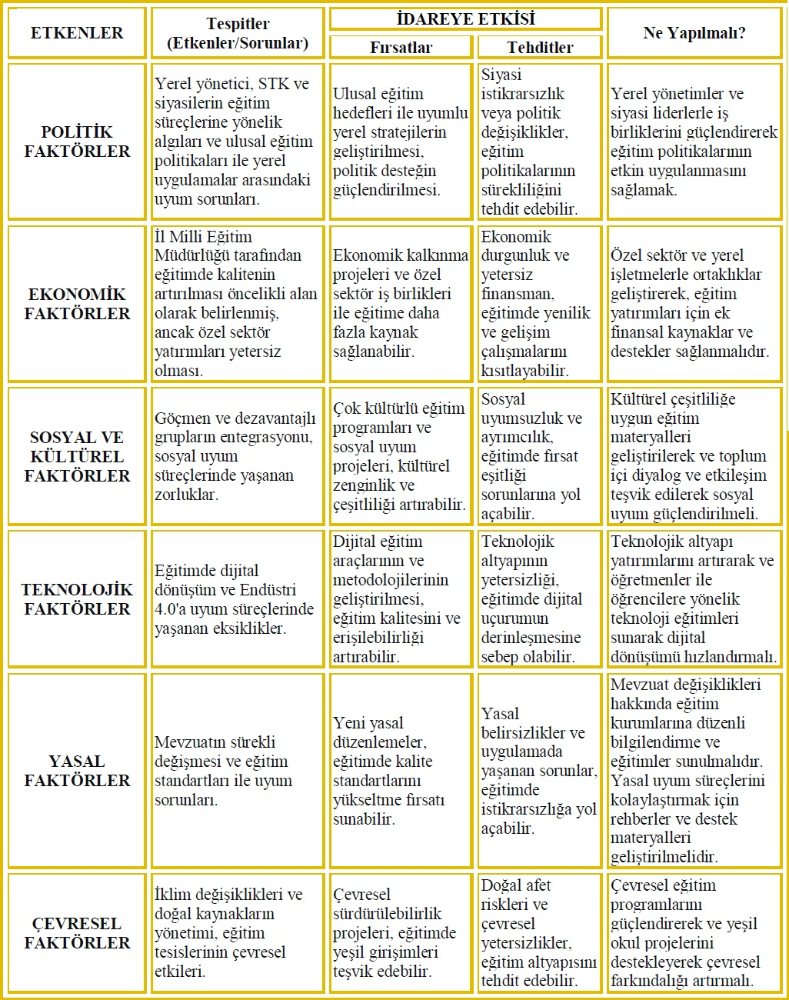 ETKENLER
Tespitler
(Etkenler/Sorunlar)
İDAREYE ETKİSİ
Fırsatlar
Tehditler
Ne Yapılmalı?
POLİTİK
FAKTÖRLER
Yerel yönetici, STK ve
siyasilerin eğitim
süreçlerine yönelik
algıları ve ulusal eğitim
politikaları ile yerel
uygulamalar arasındaki
uyum sorunları.
Ulusal eğitim
hedefleri ile uyumlu
yerel stratejilerin
geliştirilmesi,
politik desteğin
güçlendirilmesi.
Siyasi
istikrarsızlık
veya politik
değişiklikler,
eğitim
politikalarının
sürekliliğini
tehdit edebilir.
Yerel yönetimler ve
siyasi liderlerle iş
birliklerini güçlendirerek
eğitim politikalarının
etkin uygulanmasını
sağlamak.
EKONOMİK
FAKTÖRLER
İl Milli Eğitim
Müdürlüğü tarafından
eğitimde kalitenin
artırılması öncelikli alan
olarak belirlenmiş,
ancak özel sektör
yatırımları yetersiz
olması.
Ekonomik kalkınma
projeleri ve özel
sektör iş birlikleri
ile eğitime daha
fazla kaynak
sağlanabilir.
Ekonomik
durgunluk ve
yetersiz
finansman,
eğitimde yenilik
ve gelişim
çalışmalarını
kısıtlayabilir.
Özel sektör ve yerel
işletmelerle ortaklıklar
geliştirerek, eğitim
yatırımları için ek
finansal kaynaklar ve
destekler sağlanmalıdır.
SOSYAL VE
KÜLTÜREL
FAKTÖRLER
Göçmen ve dezavantajlı
grupların entegrasyonu,
sosyal uyum
süreçlerinde yaşanan
zorluklar.
Çok kültürlü eğitim
programları ve
sosyal uyum
projeleri, kültürel
zenginlik ve
çeşitliliği artırabilir.
Sosyal
uyumsuzluk ve
ayrımcılık,
eğitimde fırsat
eşitliği
sorunlarına yol
açabilir.
Kültürel çeşitliliğe
uygun eğitim
materyalleri
geliştirilerek ve toplum
içi diyalog ve etkileşim
teşvik edilerek sosyal
uyum güçlendirilmeli.
TEKNOLOJİK
FAKTÖRLER
Eğitimde dijital
dönüşüm ve Endüstri
4.0'a uyum süreçlerinde
yaşanan eksiklikler.
Dijital eğitim
araçlarının ve
metodolojilerinin
geliştirilmesi,
eğitim kalitesini ve
erişilebilirliği
artırabilir.
Teknolojik
altyapının
yetersizliği,
eğitimde dijital
uçurumun
derinleşmesine
sebep olabilir.
Teknolojik altyapı
yatırımlarını artırarak ve
öğretmenler ile
öğrencilere yönelik
teknoloji eğitimleri
sunarak dijital
dönüşümü hızlandırmalı.
YASAL
FAKTÖRLER
Mevzuatın sürekli
değişmesi ve eğitim
standartları ile uyum
sorunları.
Yeni yasal
düzenlemeler,
eğitimde kalite
standartlarını
yükseltme fırsatı
sunabilir.
Yasal
belirsizlikler ve
uygulamada
yaşanan sorunlar,
eğitimde
istikrarsızlığa yol
açabilir.
Mevzuat değişiklikleri
hakkında eğitim
kurumlarına düzenli
bilgilendirme ve
eğitimler sunulmalıdır.
Yasal uyum süreçlerini
kolaylaştırmak için
rehberler ve destek
materyalleri
geliştirilmelidir.
ÇEVRESEL
FAKTÖRLER
İklim değişiklikleri ve
doğal kaynakların
yönetimi, eğitim
tesislerinin çevresel
etkileri.
Çevresel
sürdürülebilirlik
projeleri, eğitimde
yeşil girişimleri
teşvik edebilir.
Doğal afet
riskleri ve
çevresel
yetersizlikler,
eğitim altyapısını
tehdit edebilir.
Çevresel eğitim
programlarını
güçlendirerek ve yeşil
okul projelerini
destekleyerek çevresel
farkındalığı artırmalı.